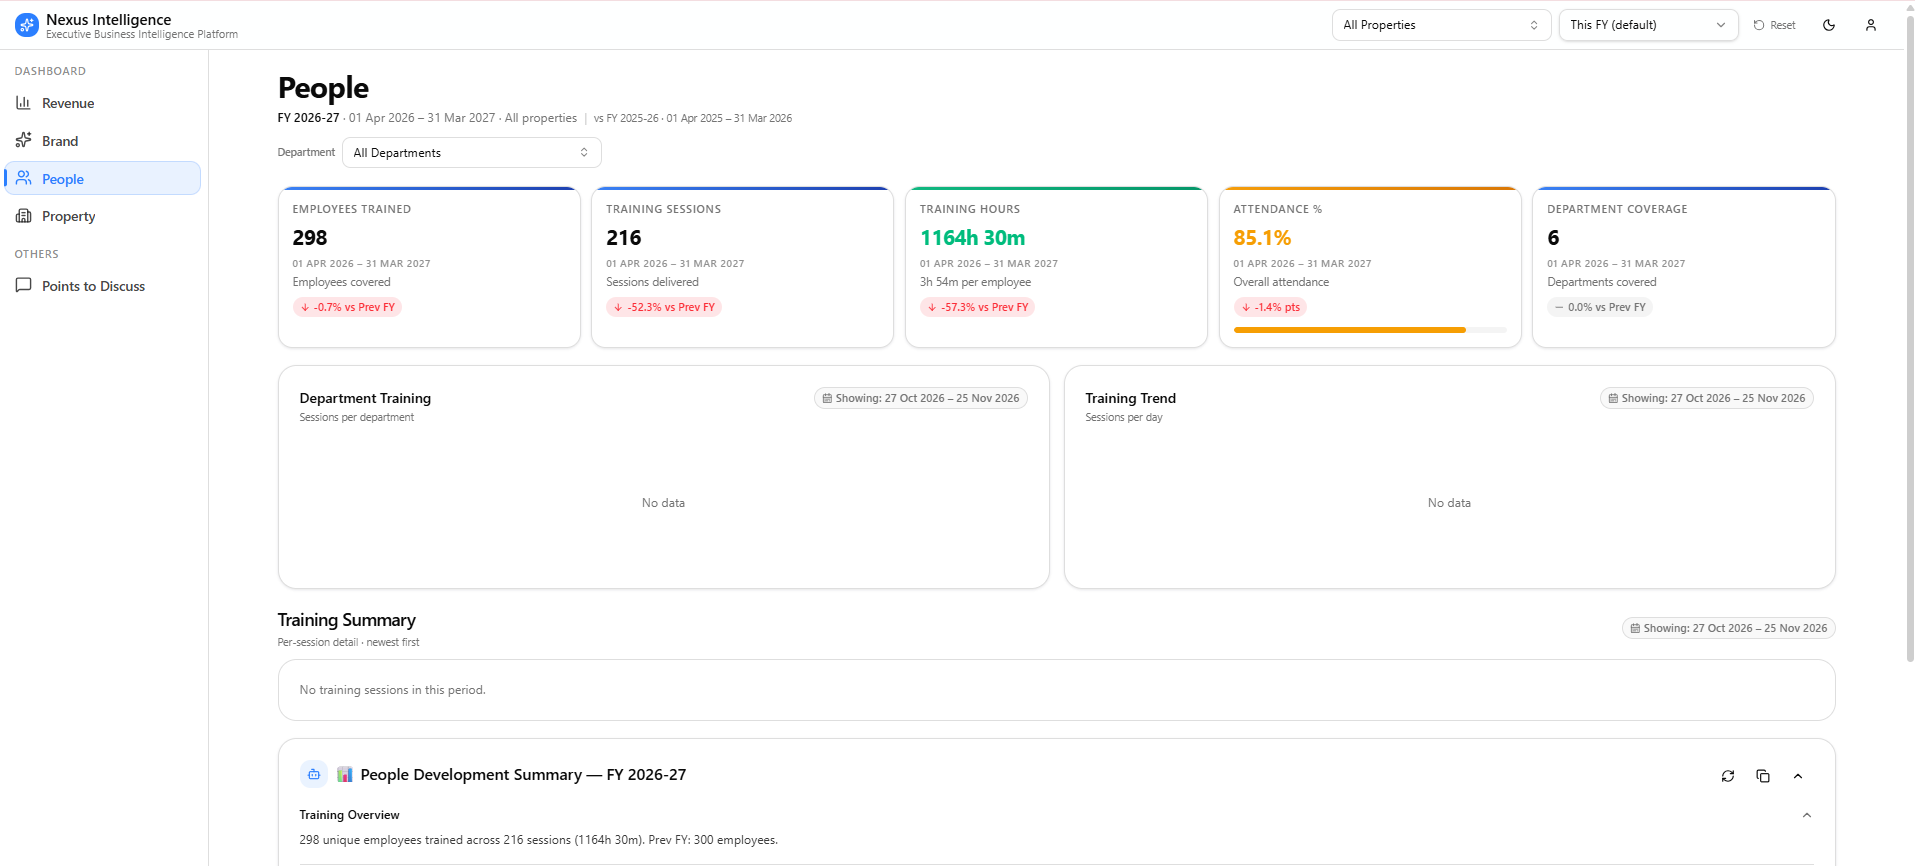 Nexus Intelligence
Executive Business Intelligence Platform
All Properties
This FY (default)
Reset
DASHBOARD
Revenue
Brand
People
Property
OTHERS
Points to Discuss
People
FY 2026-27 · 01 Apr 2026 – 31 Mar 2027 · All properties | vs FY 2025-26 · 01 Apr 2025 – 31 Mar 2026
Department
All Departments
EMPLOYEES TRAINED
298
01 APR 2026 – 31 MAR 2027
Employees covered
↓ -0.7% vs Prev FY
TRAINING SESSIONS
216
01 APR 2026 – 31 MAR 2027
Sessions delivered
↓ -52.3% vs Prev FY
TRAINING HOURS
1164h 30m
01 APR 2026 – 31 MAR 2027
3h 54m per employee
↓ -57.3% vs Prev FY
ATTENDANCE %
85.1%
01 APR 2026 – 31 MAR 2027
Overall attendance
↓ -1.4% pts
DEPARTMENT COVERAGE
6
01 APR 2026 – 31 MAR 2027
Departments covered
— 0.0% vs Prev FY
Department Training
Sessions per department
Showing: 27 Oct 2026 – 25 Nov 2026
No data
Training Trend
Sessions per day
Showing: 27 Oct 2026 – 25 Nov 2026
No data
Training Summary
Per-session detail · newest first
Showing: 27 Oct 2026 – 25 Nov 2026
No training sessions in this period.
📊 People Development Summary — FY 2026-27
Training Overview
298 unique employees trained across 216 sessions (1164h 30m). Prev FY: 300 employees.